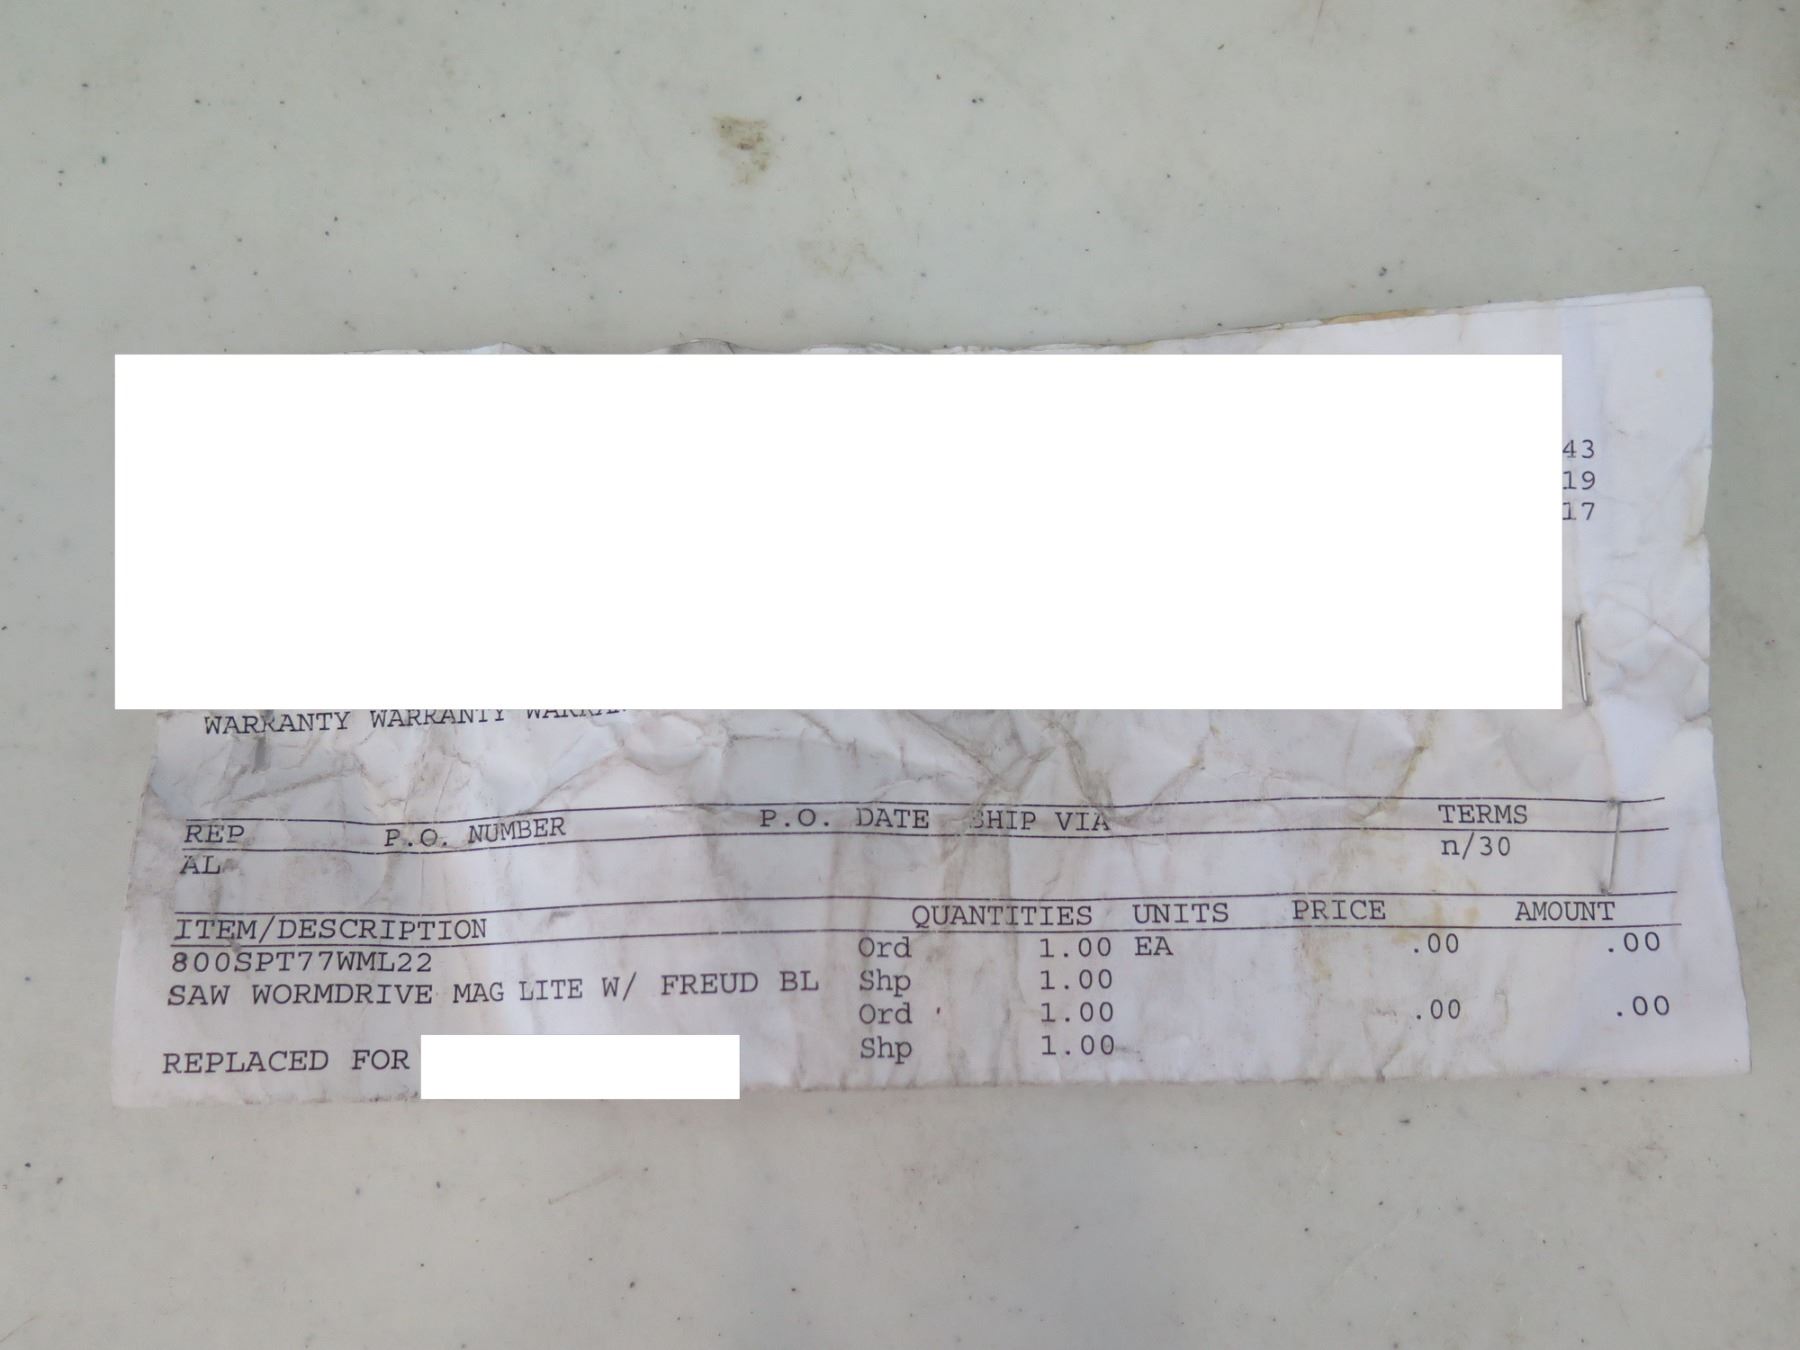 43
19
17
WARRANTY WARRANTY
REP P.O. NUMBER P.O. DATE SHIP VIA TERMS
AL n/30
ITEM/DESCRIPTION QUANTITIES UNITS PRICE AMOUNT
800SPT77WML22 Ord 1.00 EA .00 .00
SAW WORMDRIVE MAG LITE W/ FREUD BL Shp 1.00
Ord 1.00 .00 .00
REPLACED FOR Shp 1.00